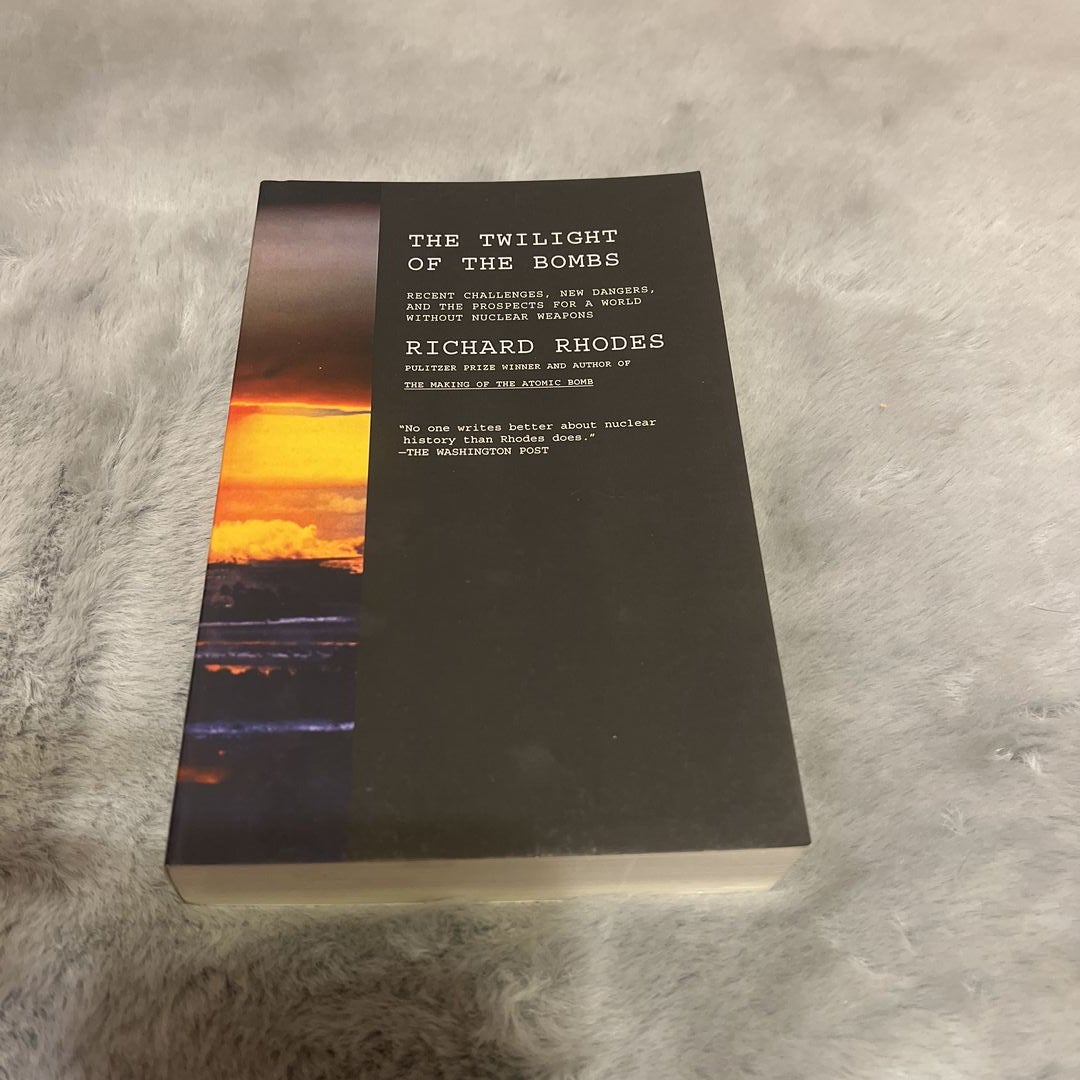 THE TWILIGHT
OF THE BOMBS
RECENT CHALLENGES, NEW DANGERS,
AND THE PROSPECTS FOR A WORLD
WITHOUT NUCLEAR WEAPONS
RICHARD RHODES
PULITZER PRIZE WINNER AND AUTHOR OF
THE MAKING OF THE ATOMIC BOMB
“No one writes better about nuclear
history than Rhodes does.”
—THE WASHINGTON POST